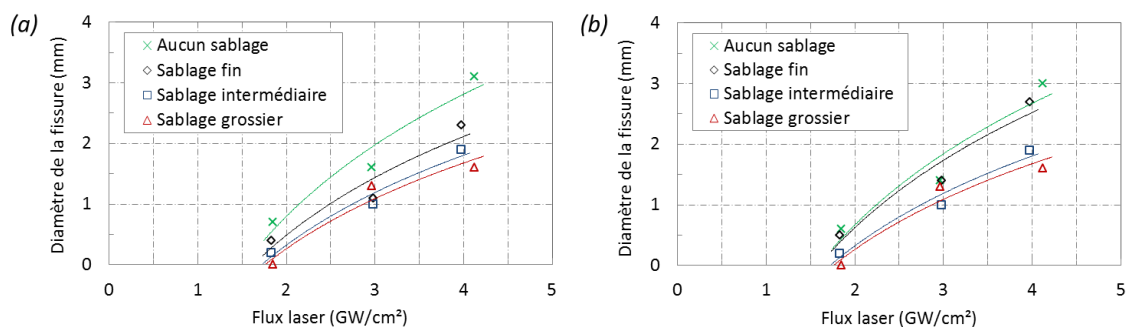 (a)
Diamètre de la fissure (mm)
4
3
2
1
0
Aucun sablage
Sablage fin
Sablage intermédiaire
Sablage grossier
0 1 2 3 4 5
Flux laser (GW/cm²)
(b)
Diamètre de la fissure (mm)
4
3
2
1
0
Aucun sablage
Sablage fin
Sablage intermédiaire
Sablage grossier
0 1 2 3 4 5
Flux laser (GW/cm²)